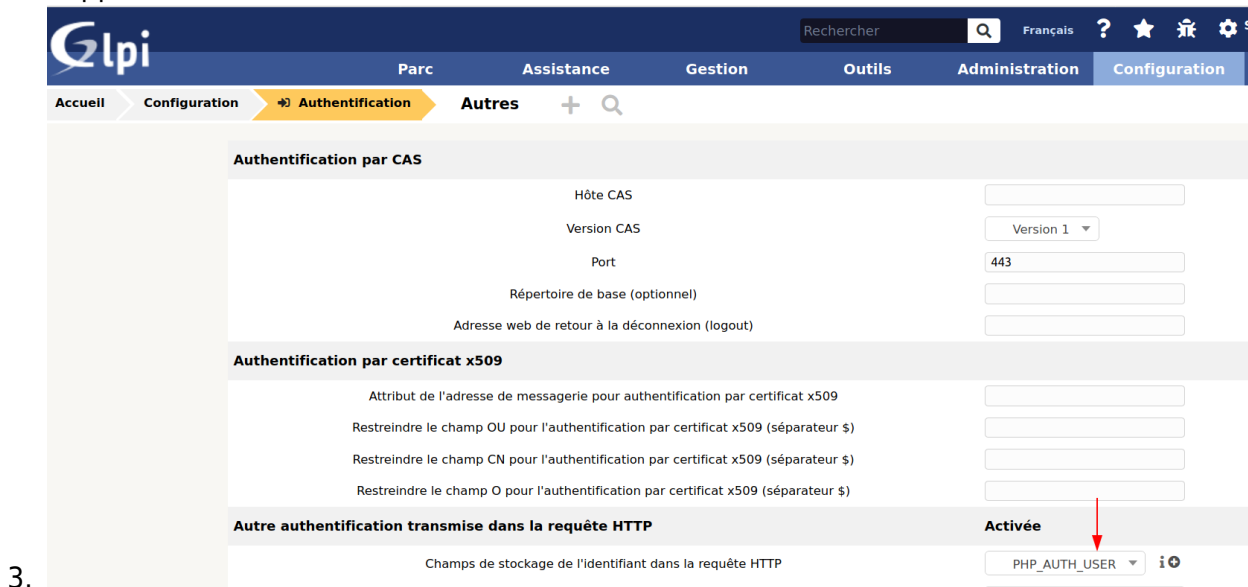 Glpi
Rechercher Français ? S
Parc Assistance Gestion Outils Administration Configuration
Accueil Configuration Authentification Autres
Authentification par CAS
Hôte CAS
Version CAS Version 1
Port 443
Répertoire de base (optionnel)
Adresse web de retour à la déconnexion (logout)
Authentification par certificat x509
Attribut de l'adresse de messagerie pour authentification par certificat x509
Restreindre le champ OU pour l'authentification par certificat x509 (séparateur $)
Restreindre le champ CN pour l'authentification par certificat x509 (séparateur $)
Restreindre le champ O pour l'authentification par certificat x509 (séparateur $)
Autre authentification transmise dans la requête HTTP Activée
Champs de stockage de l'identifiant dans la requête HTTP PHP_AUTH_USER i
3.